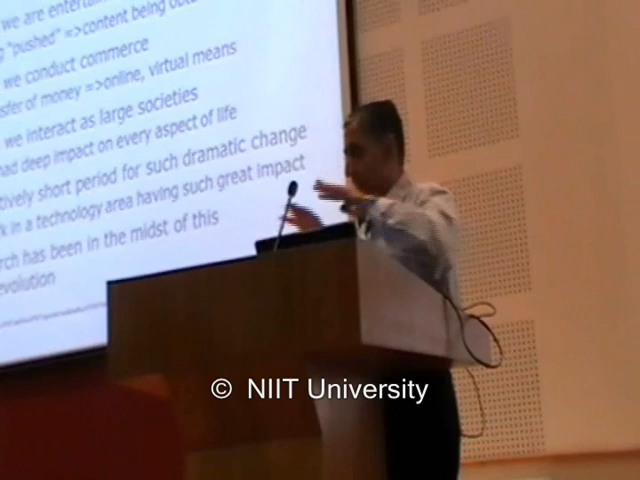 we are entertai
"pushed" =>content being
we conduct commerce
sfer of money =>online, virtual means
we interact as large societies
had deep impact on every aspect of life
tively short period for such dramatic change
rk in a technology area having such great impact
rch has been in the midst of this
evolution
© NIIT University